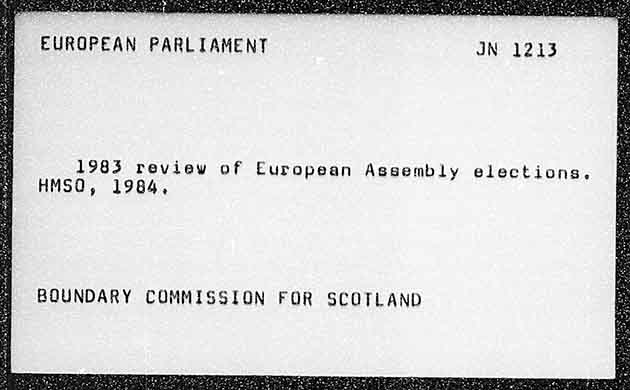 EUROPEAN PARLIAMENT JN 1213
1983 review of European Assembly elections.
HMSO, 1984.
BOUNDARY COMMISSION FOR SCOTLAND